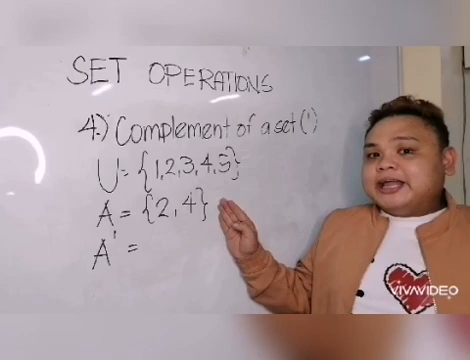 SET OPERATIONS
4.) Complement of a set (')
U = {1,2,3,4,5}
A = {2,4}
A' =
VIVAVIDEO